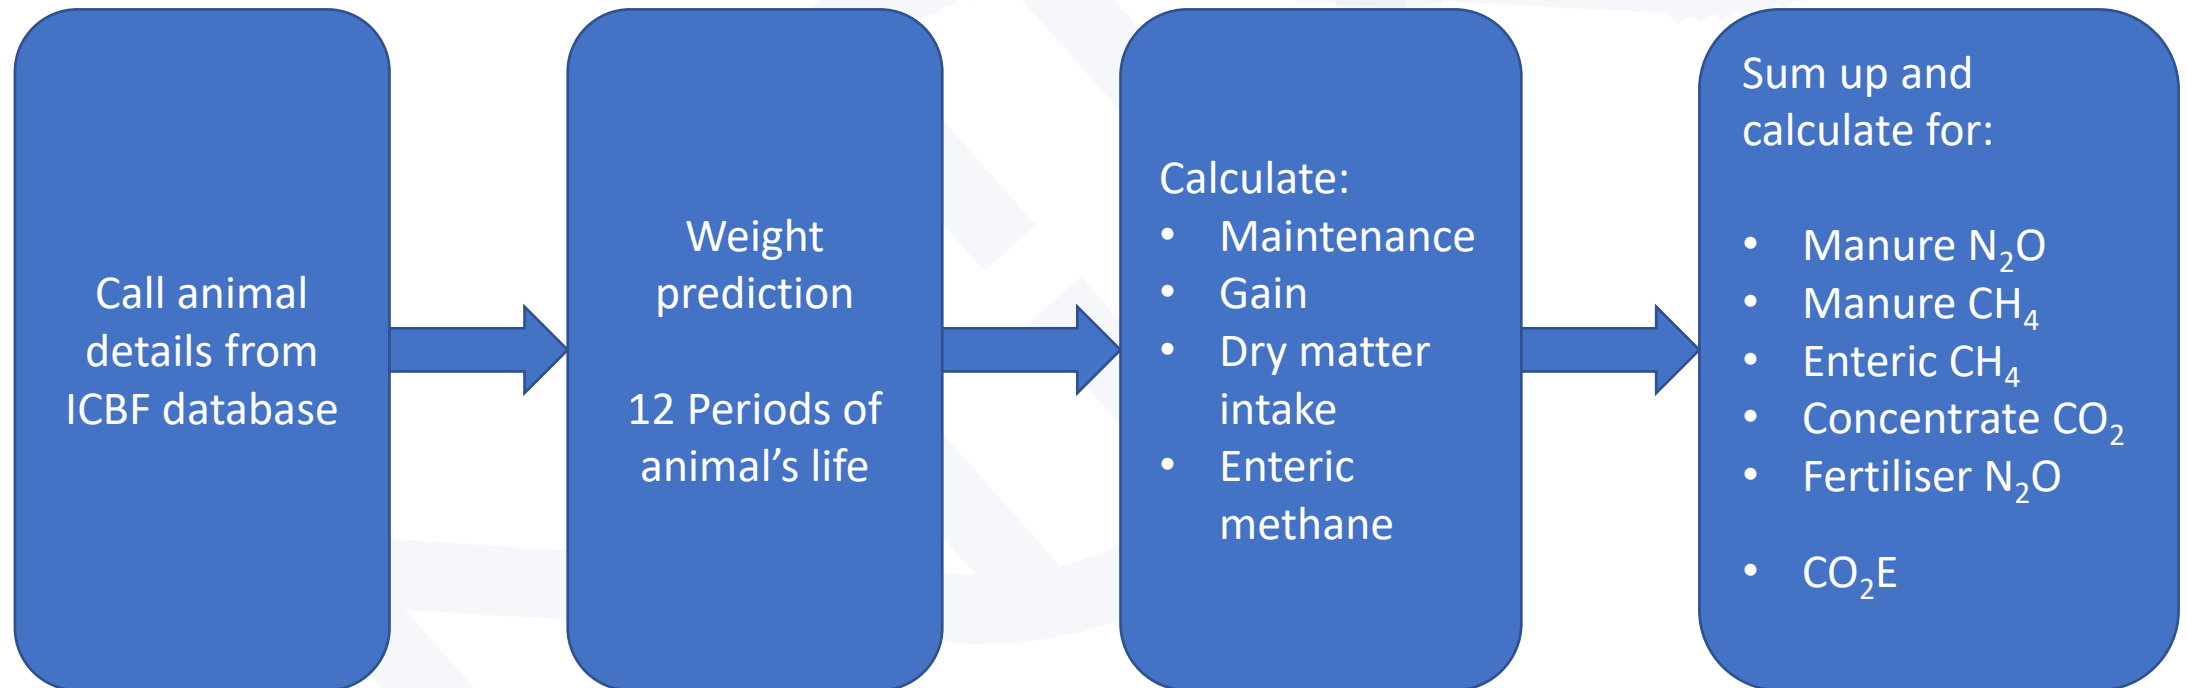 Call animal
details from
ICBF database
Weight
prediction
12 Periods of
animal’s life
Calculate:
• Maintenance
• Gain
• Dry matter
intake
• Enteric
methane
Sum up and
calculate for:
• Manure N₂O
• Manure CH₄
• Enteric CH₄
• Concentrate CO₂
• Fertiliser N₂O
• CO₂E